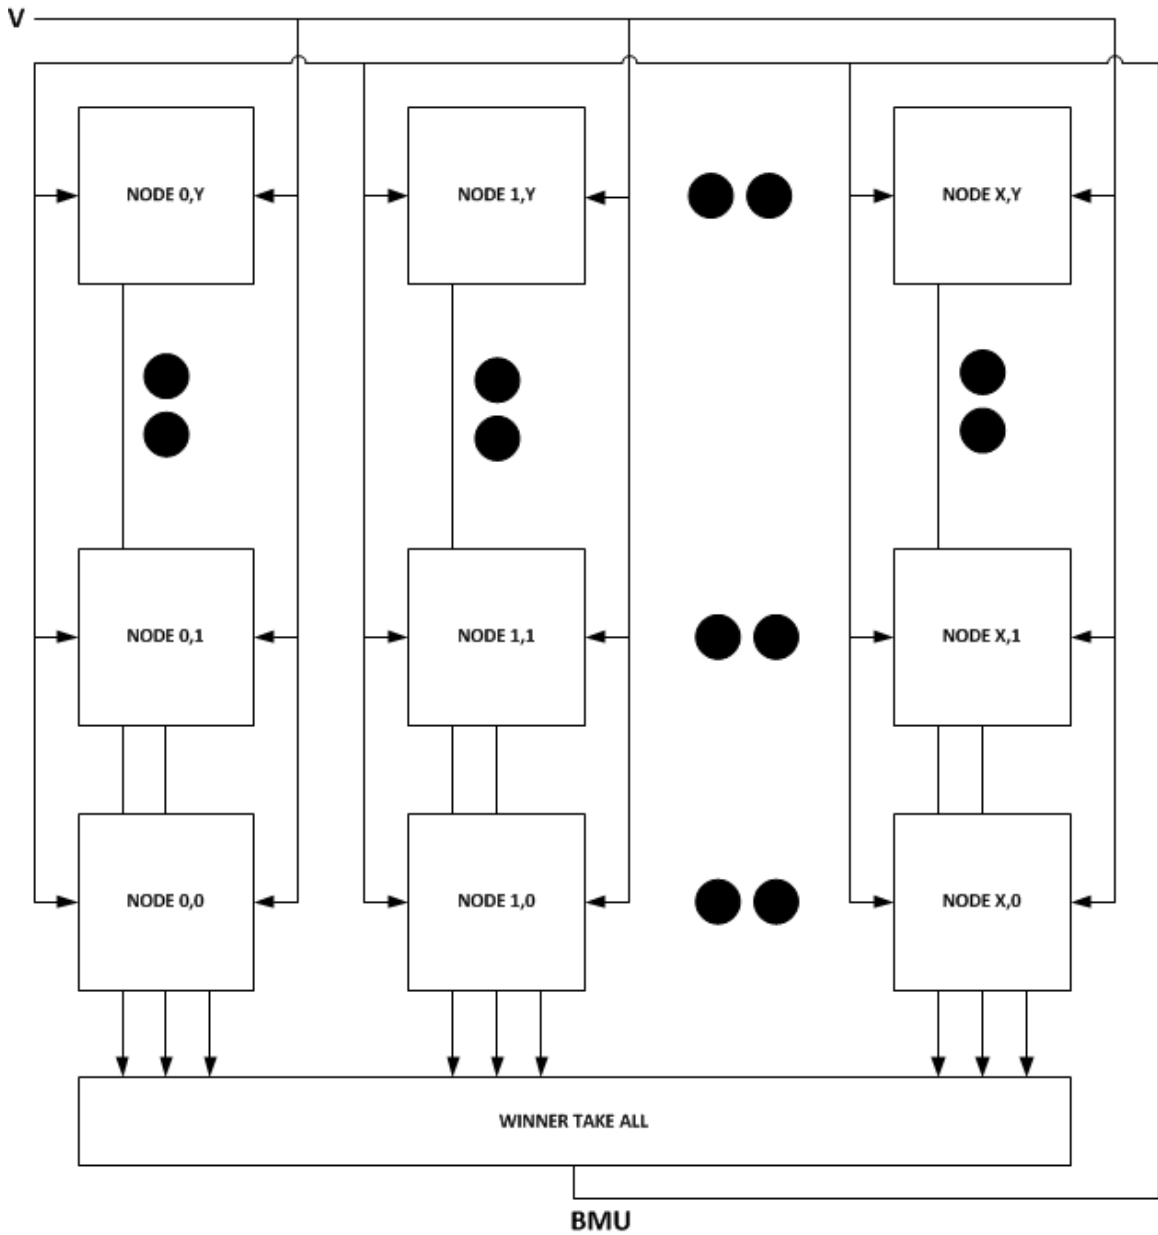 V
NODE 0,Y
NODE 1,Y
NODE X,Y
NODE 0,1
NODE 1,1
NODE X,1
NODE 0,0
NODE 1,0
NODE X,0
WINNER TAKE ALL
BMU